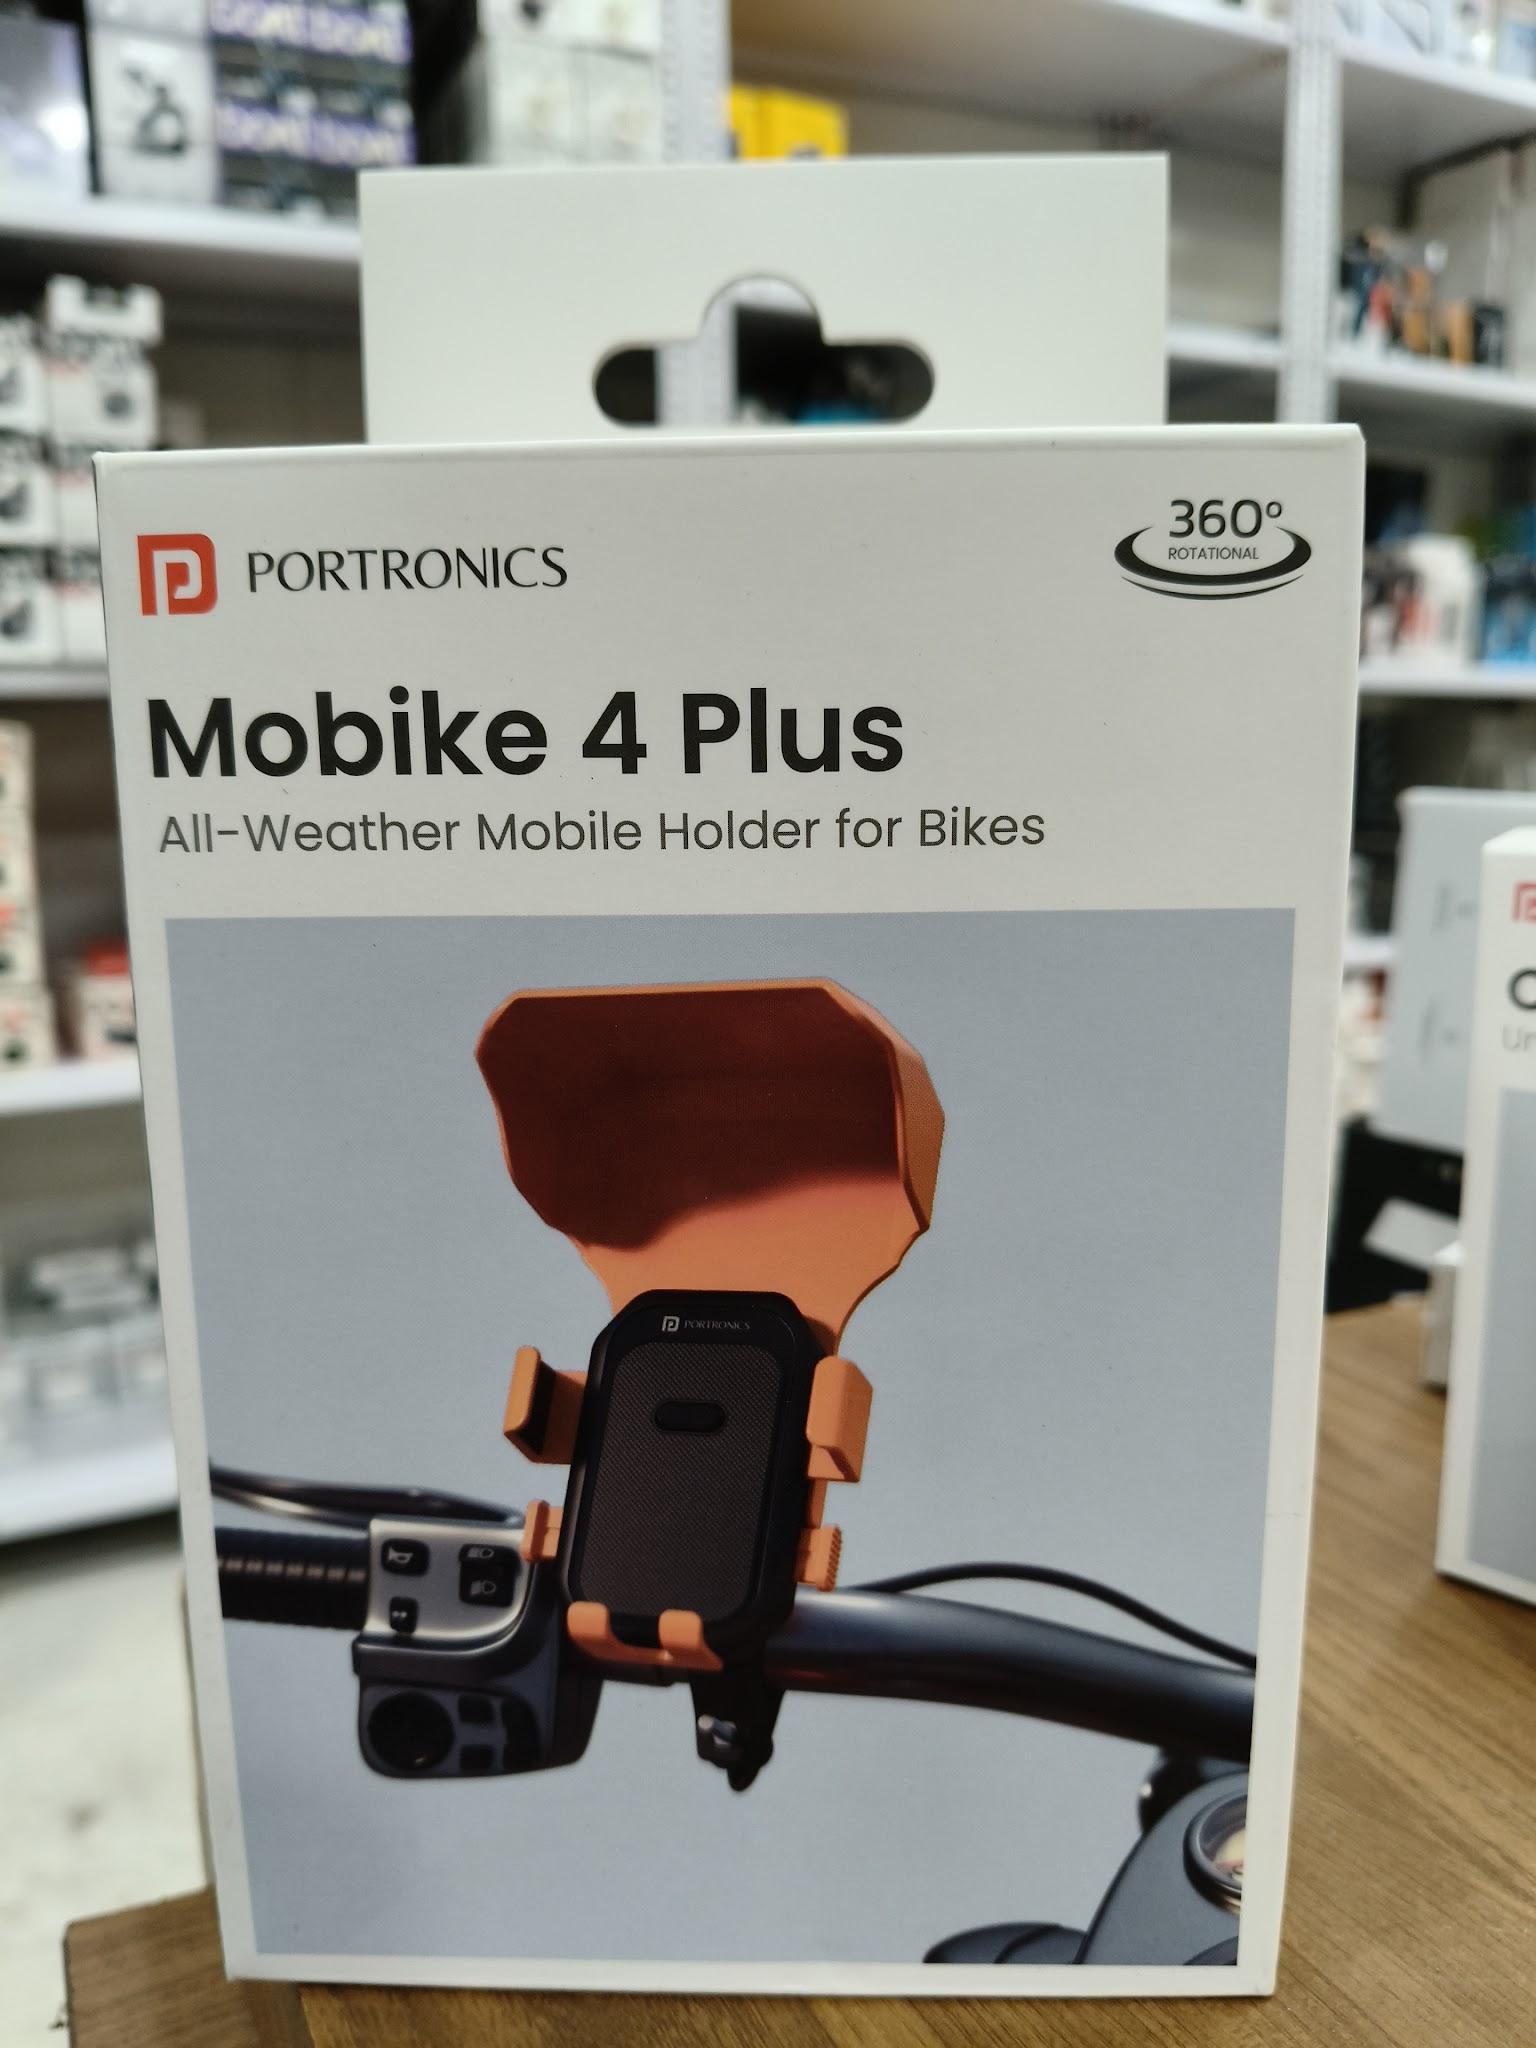 PORTRONICS
360°
ROTATIONAL
Mobike 4 Plus
All-Weather Mobile Holder for Bikes
PORTRONICS